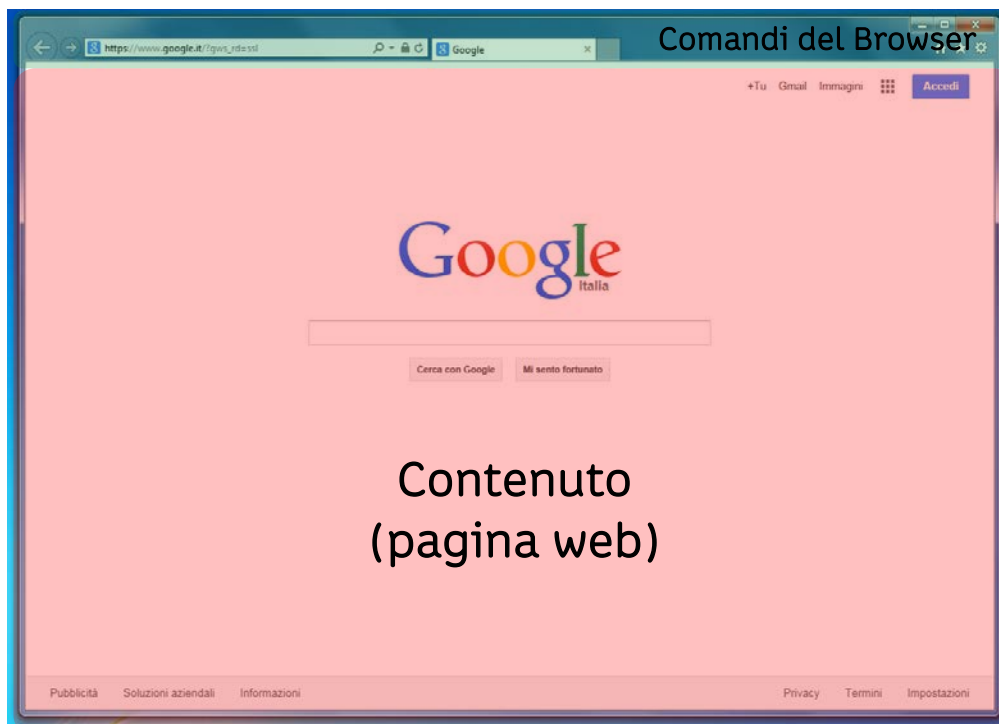 Comandi del Browser
https://www.google.it/?gws_rd=ssl
Google
+Tu Gmail Immagini Accedi
Google
Italia
Cerca con Google Mi sento fortunato
Contenuto
(pagina web)
Pubblicità Soluzioni aziendali Informazioni Privacy Termini Impostazioni